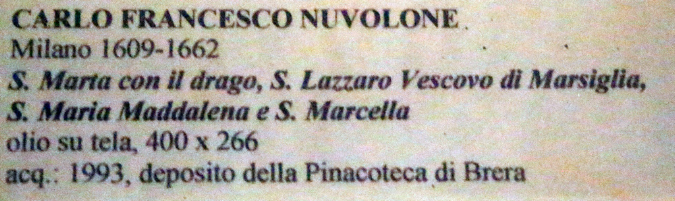 CARLO FRANCESCO NUVOLONE
Milano 1609-1662
S. Marta con il drago, S. Lazzaro Vescovo di Marsiglia,
S. Maria Maddalena e S. Marcella
olio su tela, 400 x 266
acq.: 1993, deposito della Pinacoteca di Brera